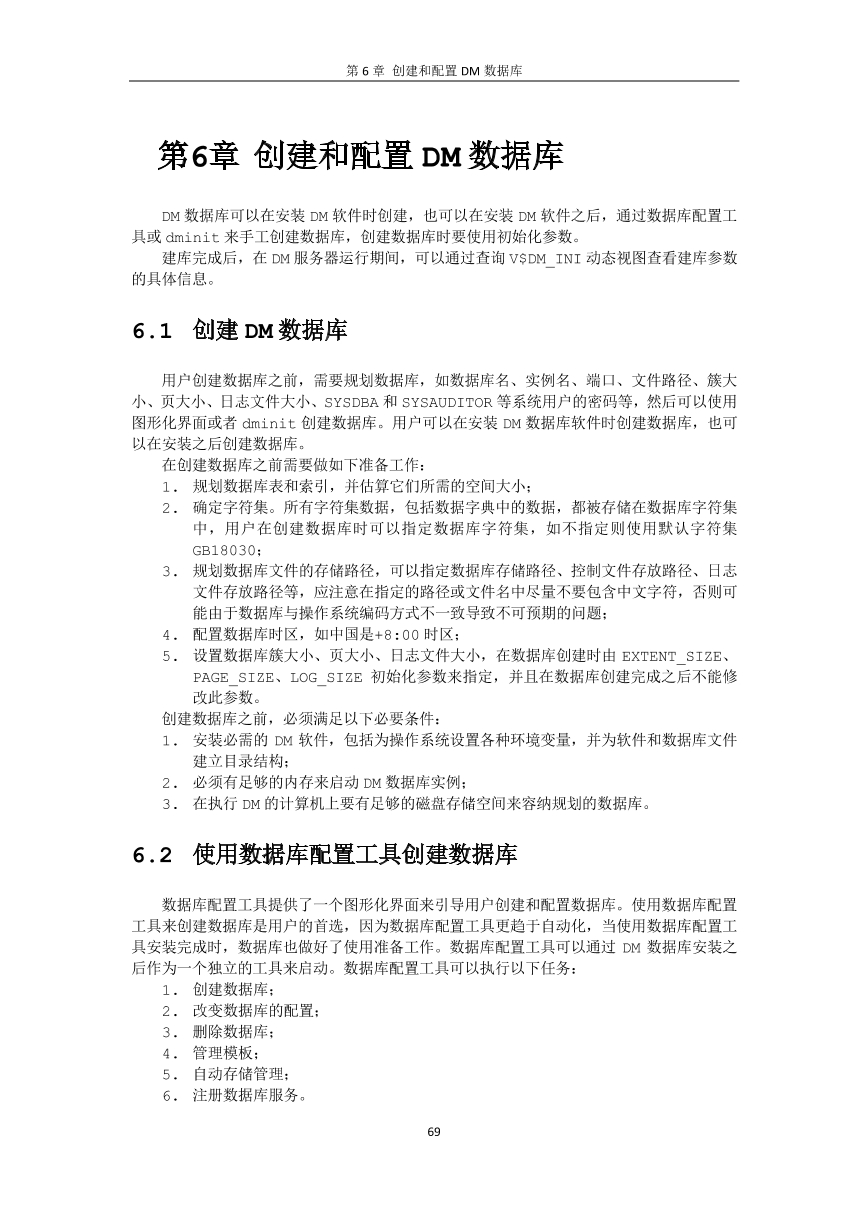 第 6 章 创建和配置 DM 数据库
第6章 创建和配置 DM 数据库
DM 数据库可以在安装 DM 软件时创建，也可以在安装 DM 软件之后，通过数据库配置工
具或 dminit 来手工创建数据库，创建数据库时要使用初始化参数。
建库完成后，在 DM 服务器运行期间，可以通过查询 V$DM_INI 动态视图查看建库参数
的具体信息。
6.1 创建 DM 数据库
用户创建数据库之前，需要规划数据库，如数据库名、实例名、端口、文件路径、簇大
小、页大小、日志文件大小、SYSDBA 和 SYSAUDITOR 等系统用户的密码等，然后可以使用
图形化界面或者 dminit 创建数据库。用户可以在安装 DM 数据库软件时创建数据库，也可
以在安装之后创建数据库。
在创建数据库之前需要做如下准备工作：
1. 规划数据库表和索引，并估算它们所需的空间大小；
2. 确定字符集。所有字符集数据，包括数据字典中的数据，都被存储在数据库字符集
中，用户在创建数据库时可以指定数据库字符集，如不指定则使用默认字符集
GB18030；
3. 规划数据库文件的存储路径，可以指定数据库存储路径、控制文件存放路径、日志
文件存放路径等，应注意在指定的路径或文件名中尽量不要包含中文字符，否则可
能由于数据库与操作系统编码方式不一致导致不可预期的问题；
4. 配置数据库时区，如中国是+8:00 时区；
5. 设置数据库簇大小、页大小、日志文件大小，在数据库创建时由 EXTENT_SIZE、
PAGE_SIZE、LOG_SIZE 初始化参数来指定，并且在数据库创建完成之后不能修
改此参数。
创建数据库之前，必须满足以下必要条件：
1. 安装必需的 DM 软件，包括为操作系统设置各种环境变量，并为软件和数据库文件
建立目录结构；
2. 必须有足够的内存来启动 DM 数据库实例；
3. 在执行 DM 的计算机上要有足够的磁盘存储空间来容纳规划的数据库。
6.2 使用数据库配置工具创建数据库
数据库配置工具提供了一个图形化界面来引导用户创建和配置数据库。使用数据库配置
工具来创建数据库是用户的首选，因为数据库配置工具更趋于自动化，当使用数据库配置工
具安装完成时，数据库也做好了使用准备工作。数据库配置工具可以通过 DM 数据库安装之
后作为一个独立的工具来启动。数据库配置工具可以执行以下任务：
1. 创建数据库；
2. 改变数据库的配置；
3. 删除数据库；
4. 管理模板；
5. 自动存储管理；
6. 注册数据库服务。
69